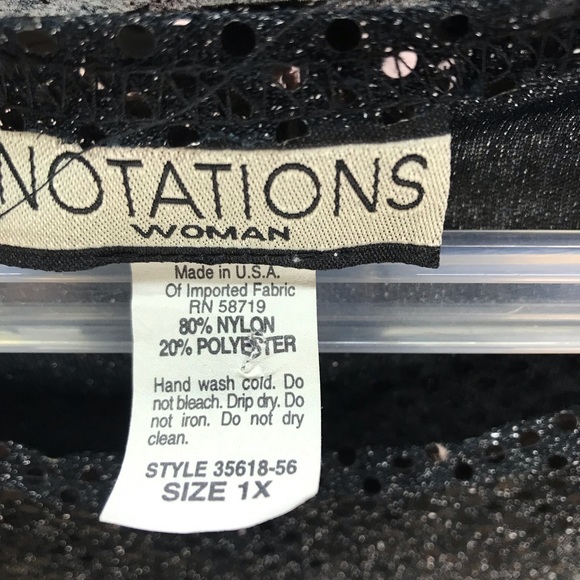 NOTATIONS
WOMAN
Made in U.S.A.
Of Imported Fabric
RN 58719
80% NYLON
20% POLYESTER
Hand wash cold. Do
not bleach. Drip dry. Do
not iron. Do not dry
clean.
STYLE 35618-56
SIZE 1X